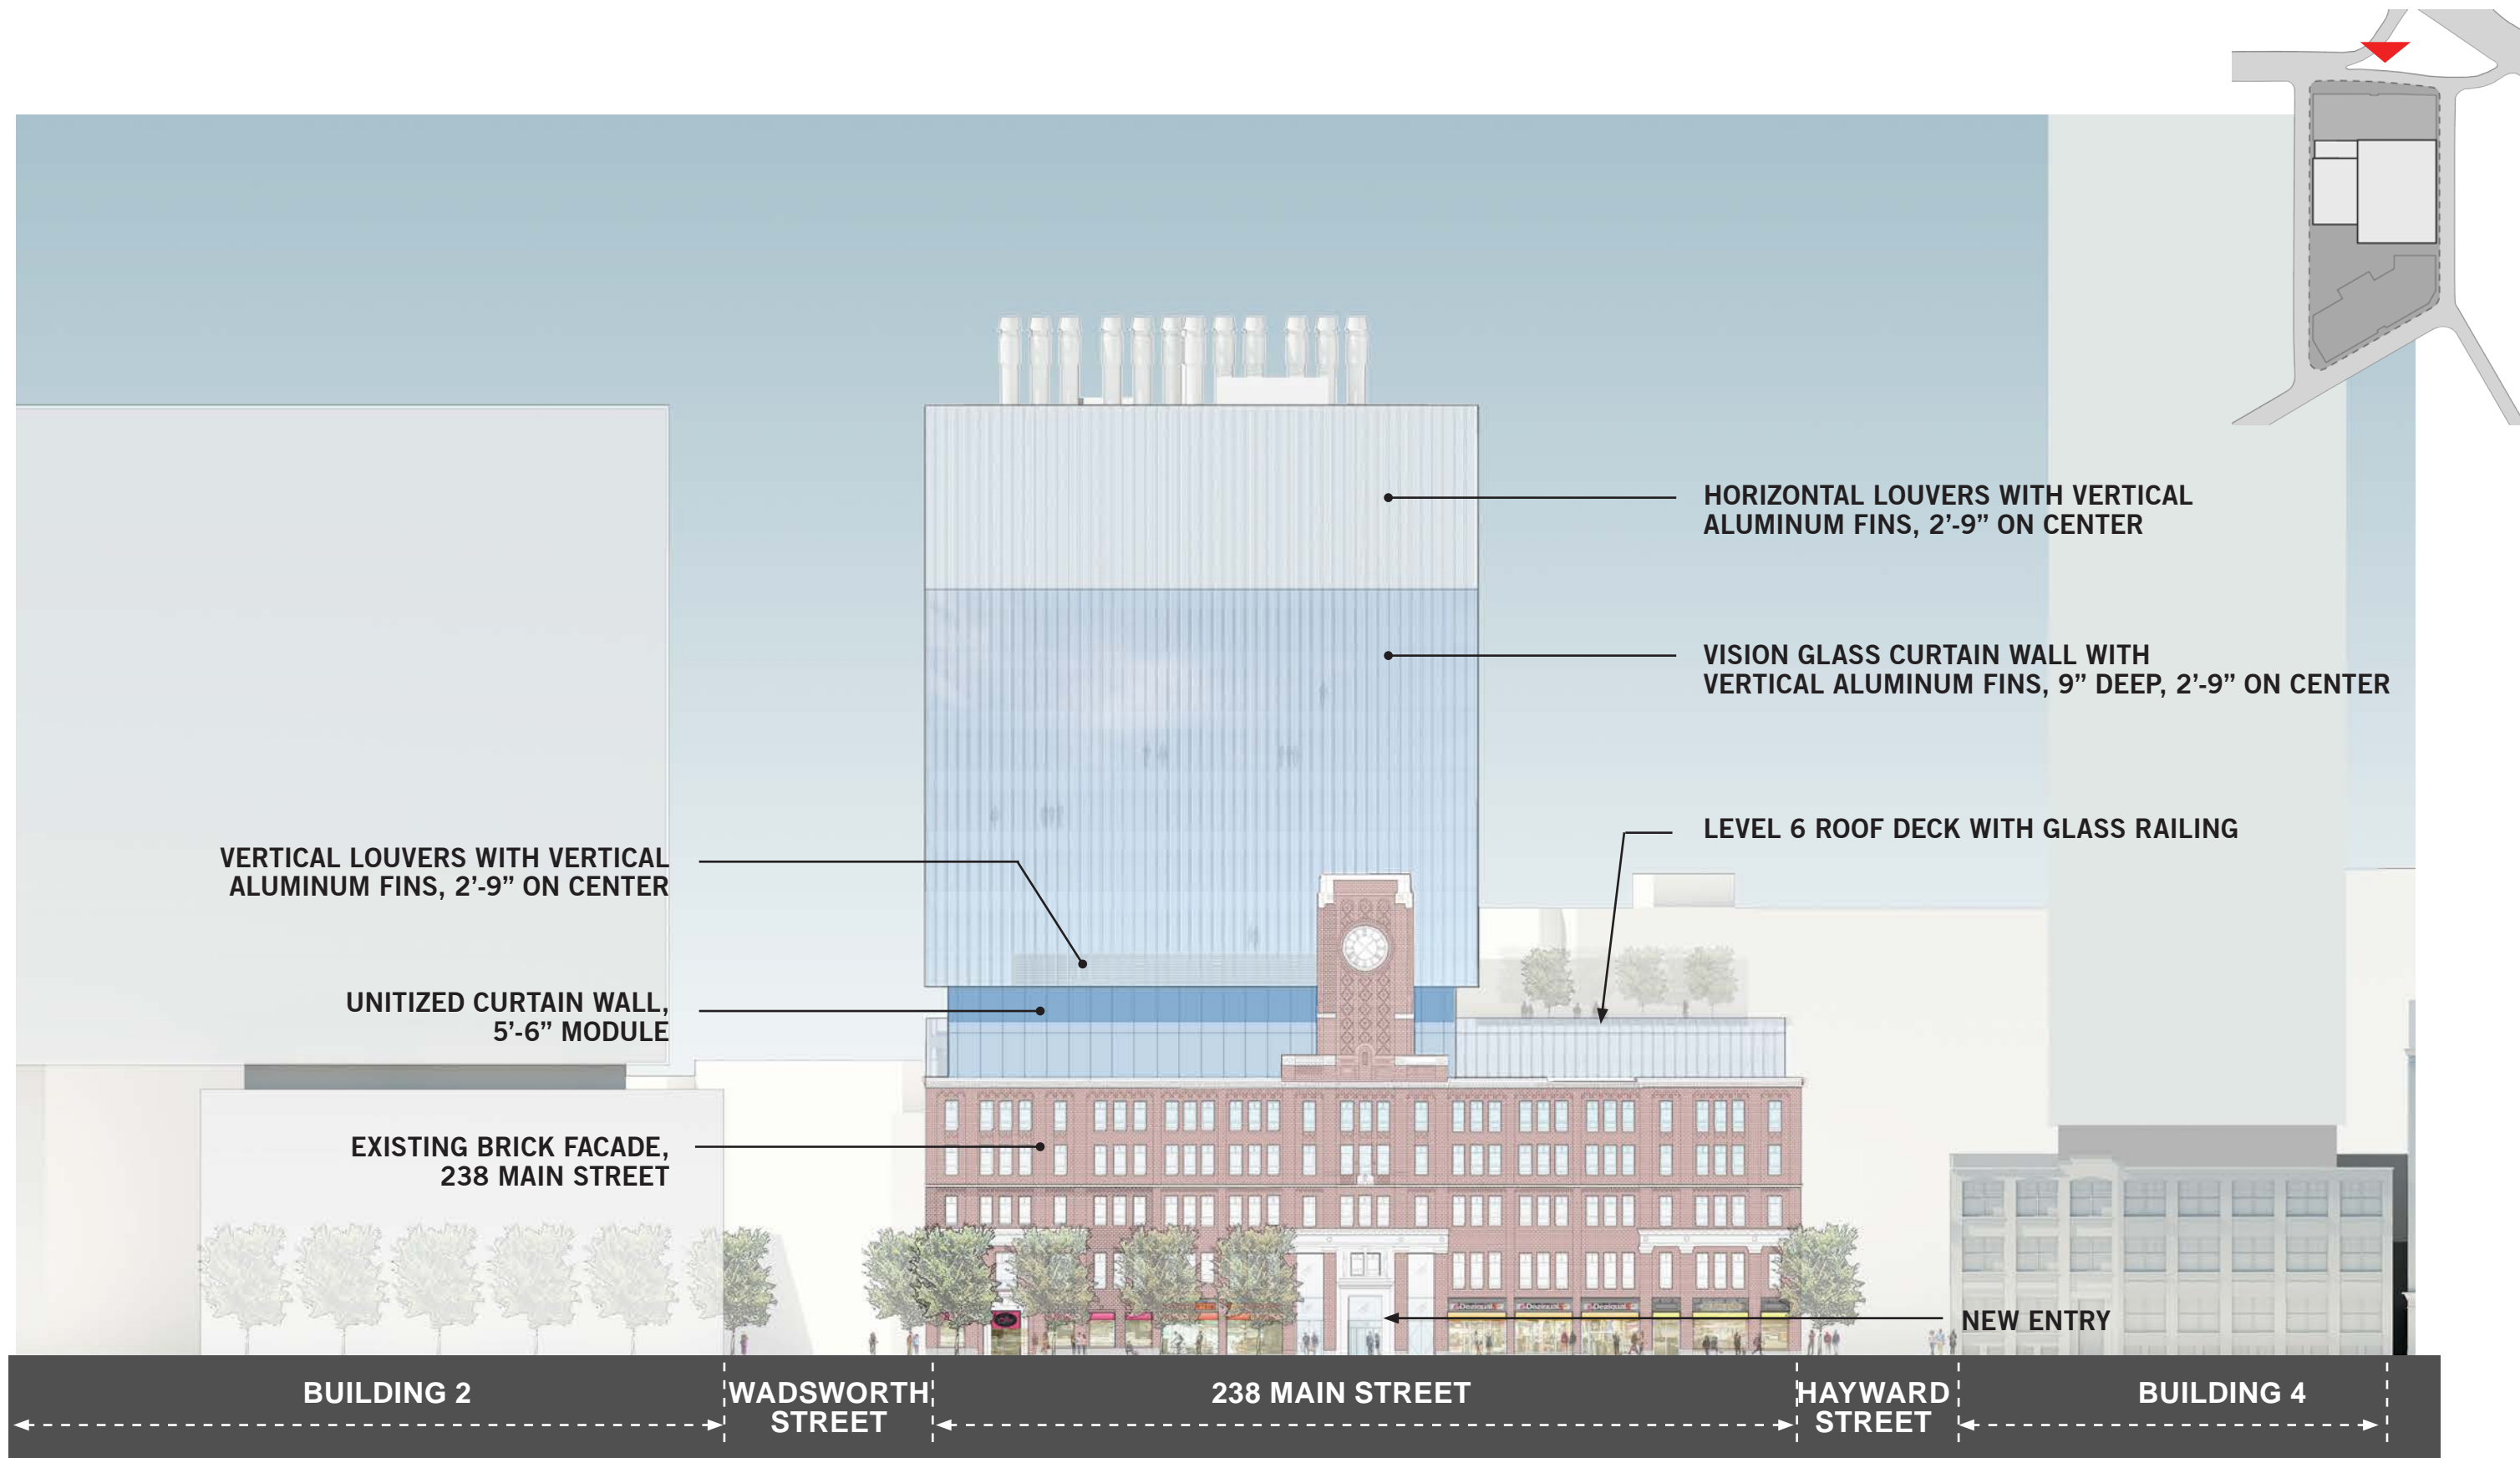 HORIZONTAL LOUVERS WITH VERTICAL
ALUMINUM FINS, 2’-9” ON CENTER
VISION GLASS CURTAIN WALL WITH
VERTICAL ALUMINUM FINS, 9” DEEP, 2’-9” ON CENTER
LEVEL 6 ROOF DECK WITH GLASS RAILING
VERTICAL LOUVERS WITH VERTICAL
ALUMINUM FINS, 2’-9” ON CENTER
UNITIZED CURTAIN WALL,
5’-6” MODULE
EXISTING BRICK FACADE,
238 MAIN STREET
NEW ENTRY
BUILDING 2
WADSWORTH
STREET
238 MAIN STREET
HAYWARD
STREET
BUILDING 4